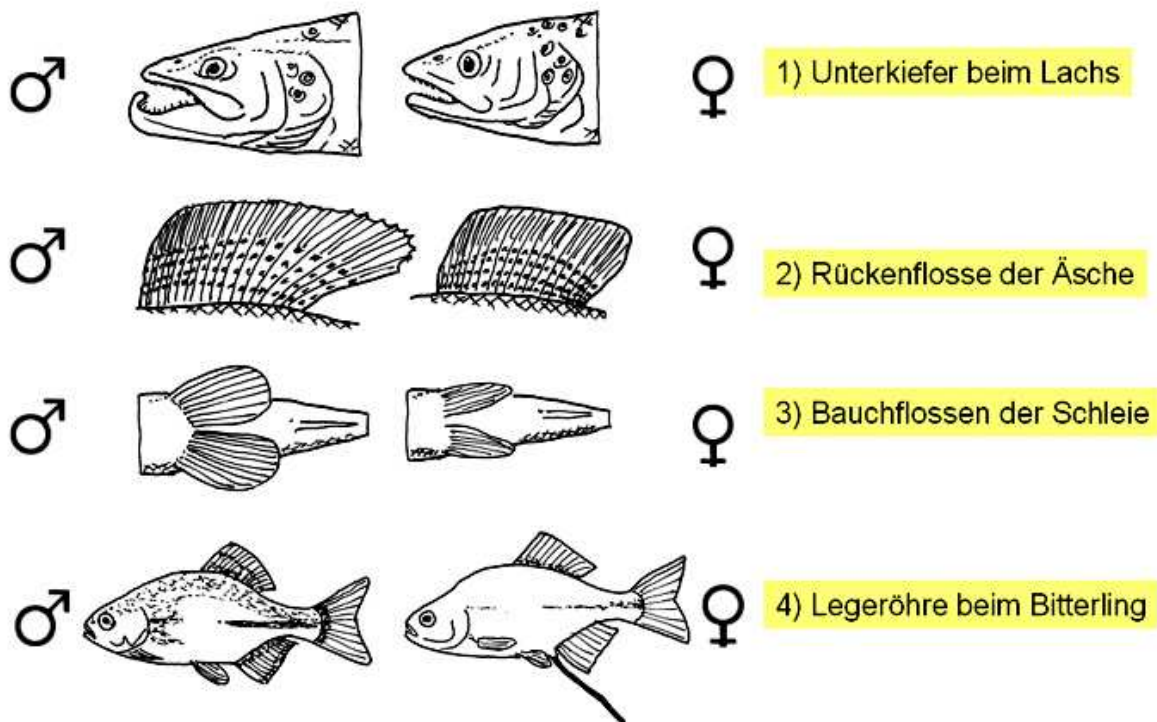 1) Unterkiefer beim Lachs
2) Rückenflosse der Äsche
3) Bauchflossen der Schleie
4) Legeröhre beim Bitterling